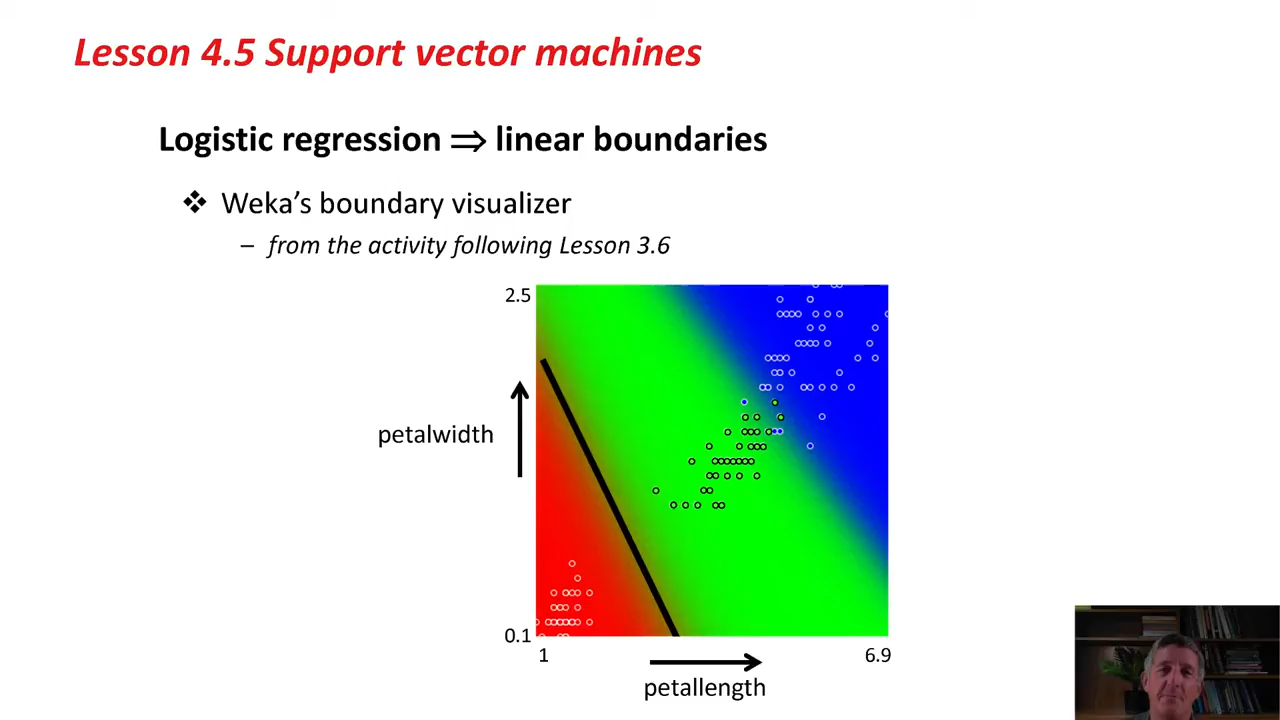 Lesson 4.5 Support vector machines
Logistic regression ⇒ linear boundaries
❖ Weka's boundary visualizer
– from the activity following Lesson 3.6
2.5
petalwidth
0.1
1
6.9
petallength